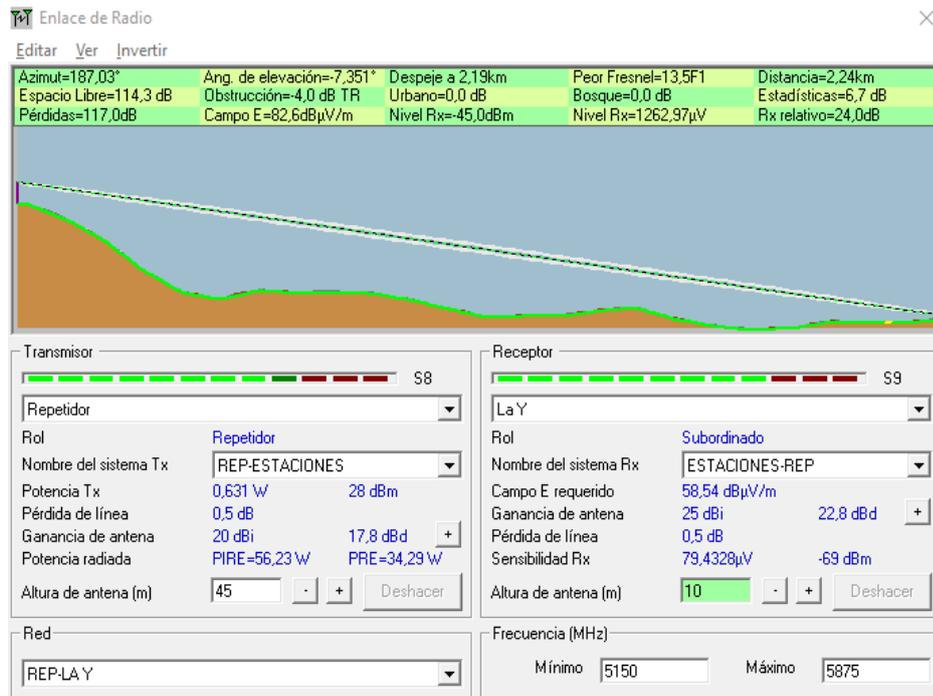 Enlace de Radio
Editar Ver Invertir
Azimut=187,03° Ang. de elevación=-7,351° Despeje a 2,19km Peor Fresnel=13,5F1 Distancia=2,24km
Espacio Libre=114,3 dB Obstrucción=-4,0 dB TR Urbano=0,0 dB Bosque=0,0 dB Estadísticas=6,7 dB
Pérdidas=117,0dB Campo E=82,6dBµV/m Nivel Rx=-45,0dBm Nivel Rx=1262,97µV Rx relativo=24,0dB
Transmisor
S8
Repetidor
Rol Repetidor
Nombre del sistema Tx REP-ESTACIONES
Potencia Tx 0,631 W 28 dBm
Pérdida de línea 0,5 dB
Ganancia de antena 20 dBi 17,8 dBd +
Potencia radiada PIRE=56,23 W PRE=34,29 W
Altura de antena (m) 45 - + Deshacer
Receptor
S9
La Y
Rol Subordinado
Nombre del sistema Rx ESTACIONES-REP
Campo E requerido 58,54 dBµV/m
Ganancia de antena 25 dBi 22,8 dBd +
Pérdida de línea 0,5 dB
Sensibilidad Rx 79,4328µV -69 dBm
Altura de antena (m) 10 - + Deshacer
Red
REP-LA Y
Frecuencia (MHz)
Mínimo 5150 Máximo 5875